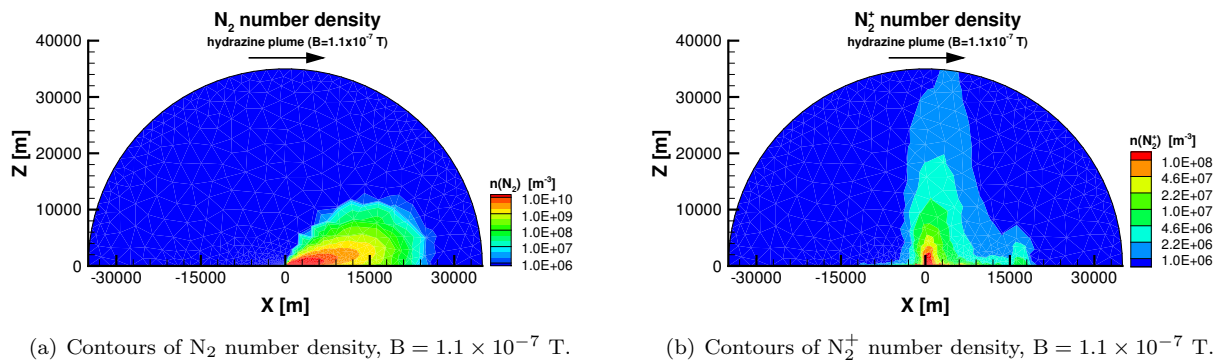 N₂ number density
hydrazine plume (B=1.1x10⁻⁷ T)
40000
30000
20000
10000
0
Z [m]
-30000 -15000 0 15000 30000
X [m]
n(N₂) [m⁻³]
1.0E+10
1.0E+09
1.0E+08
1.0E+07
1.0E+06
(a) Contours of N₂ number density, B = 1.1 × 10⁻⁷ T.
N₂⁺ number density
hydrazine plume (B=1.1x10⁻⁷ T)
40000
30000
20000
10000
0
Z [m]
-30000 -15000 0 15000 30000
X [m]
n(N₂⁺) [m⁻³]
1.0E+08
4.6E+07
2.2E+07
1.0E+07
4.6E+06
2.2E+06
1.0E+06
(b) Contours of N₂⁺ number density, B = 1.1 × 10⁻⁷ T.